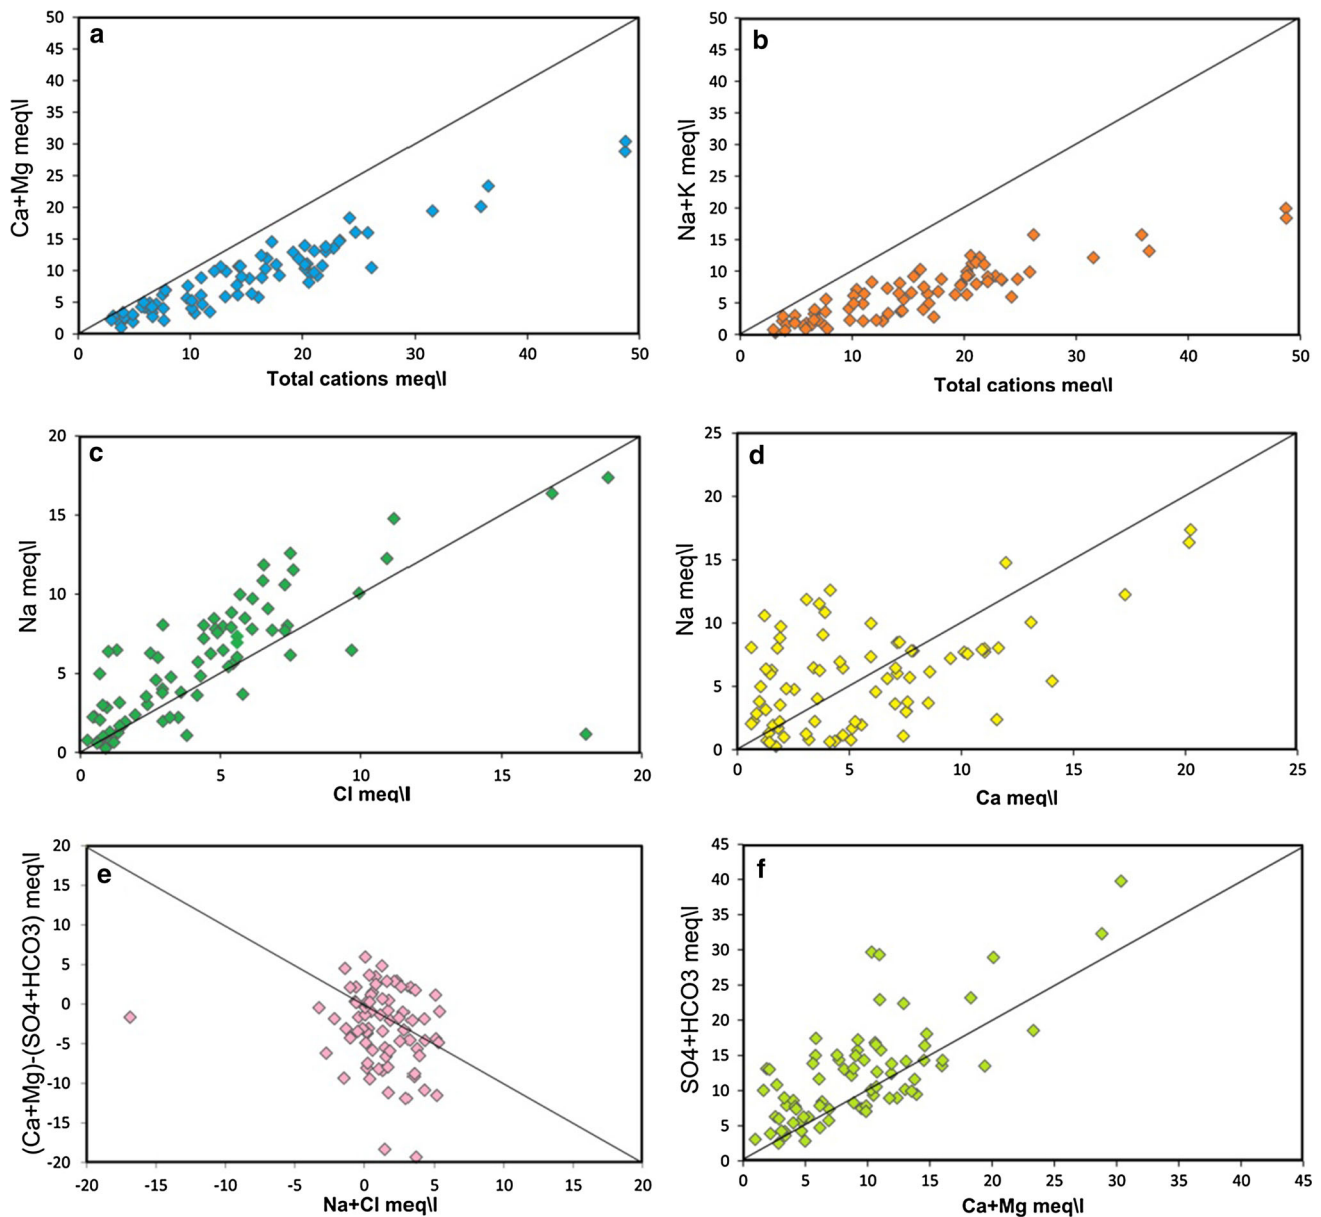 a
50
45
40
35
30
25
20
15
10
5
0
Ca+Mg meq\l
0 10 20 30 40 50
Total cations meq\l
b
50
45
40
35
30
25
20
15
10
5
0
Na+K meq\l
0 10 20 30 40 50
Total cations meq\l
c
20
15
10
5
0
Na meq\l
0 5 10 15 20
Cl meq\l
d
25
20
15
10
5
0
Na meq\l
0 5 10 15 20 25
Ca meq\l
e
20
15
10
5
0
-5
-10
-15
-20
(Ca+Mg)-(SO4+HCO3) meq\l
-20 -15 -10 -5 0 5 10 15 20
Na+Cl meq\l
f
45
40
35
30
25
20
15
10
5
0
SO4+HCO3 meq\l
0 5 10 15 20 25 30 35 40 45
Ca+Mg meq\l